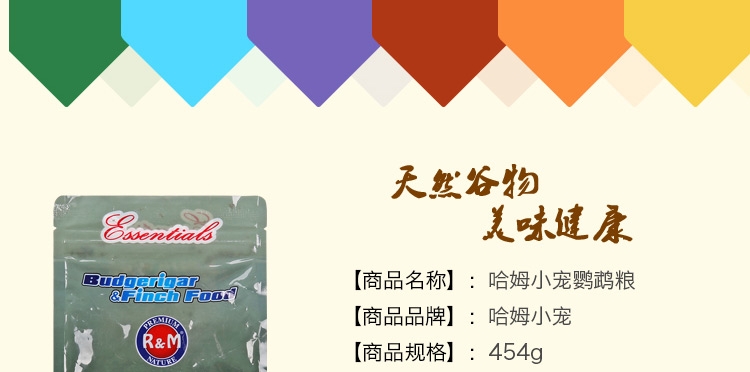 天然谷物
美味健康
Essentials
Budgerigar
&Finch Food
PREMIUM
R&M
NATURE
【商品名称】：哈姆小宠鹦鹉粮
【商品品牌】：哈姆小宠
【商品规格】：454g